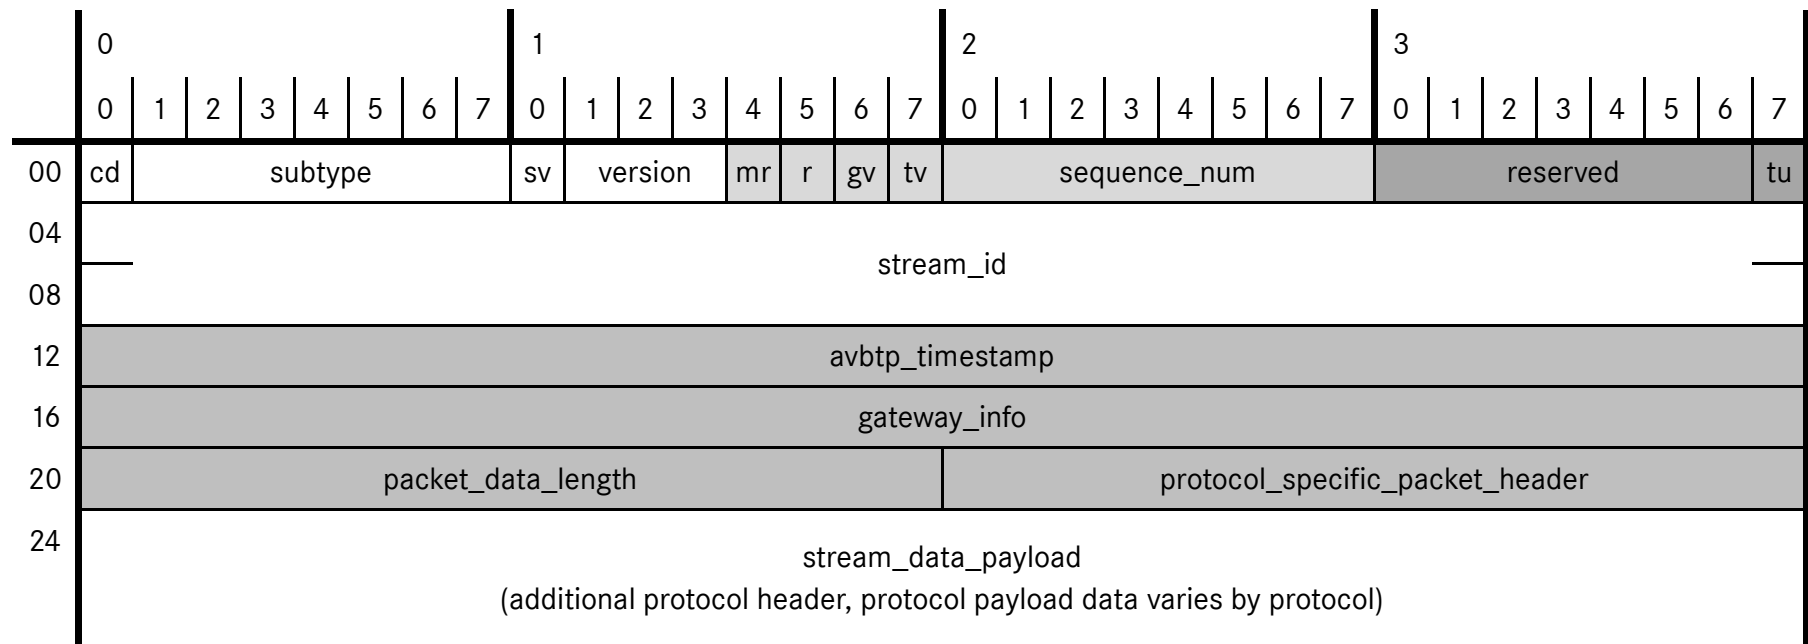 0 1 2 3
0 1 2 3 4 5 6 7 0 1 2 3 4 5 6 7 0 1 2 3 4 5 6 7 0 1 2 3 4 5 6 7
00 cd subtype sv version mr r gv tv sequence_num reserved tu
04
stream_id
08
12 avbtp_timestamp
16 gateway_info
20 packet_data_length protocol_specific_packet_header
24
stream_data_payload
(additional protocol header, protocol payload data varies by protocol)